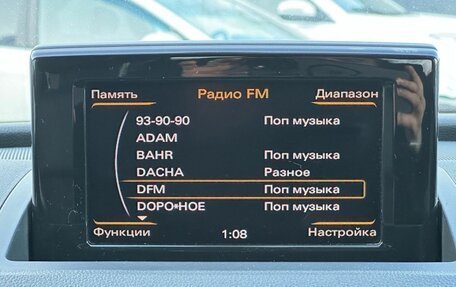 Память Радио FM Диапазон
93-90-90 Поп музыка
ADAM
BAHR Поп музыка
DACHA Разное
DFM Поп музыка
DOPO*HOE Поп музыка
Функции 1:08 Настройка